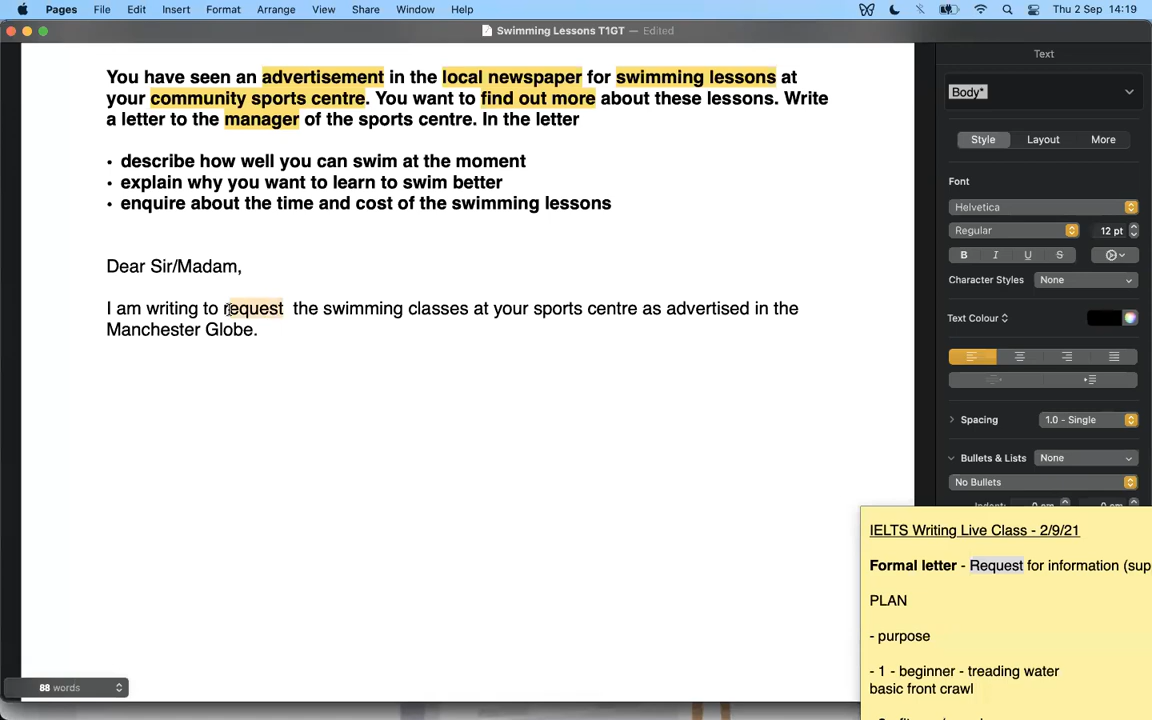 Pages File Edit Insert Format Arrange View Share Window Help Thu 2 Sep 14:19
Swimming Lessons T1GT — Edited
Text
You have seen an advertisement in the local newspaper for swimming lessons at
your community sports centre. You want to find out more about these lessons. Write
a letter to the manager of the sports centre. In the letter
• describe how well you can swim at the moment
• explain why you want to learn to swim better
• enquire about the time and cost of the swimming lessons
Dear Sir/Madam,
I am writing to request the swimming classes at your sports centre as advertised in the
Manchester Globe.
88 words
Body*
Style Layout More
Font
Helvetica
Regular 12 pt
B I U S
Character Styles None
Text Colour
Spacing 1.0 - Single
Bullets & Lists None
No Bullets
IELTS Writing Live Class - 2/9/21
Formal letter - Request for information (sup
PLAN
- purpose
- 1 - beginner - treading water
basic front crawl